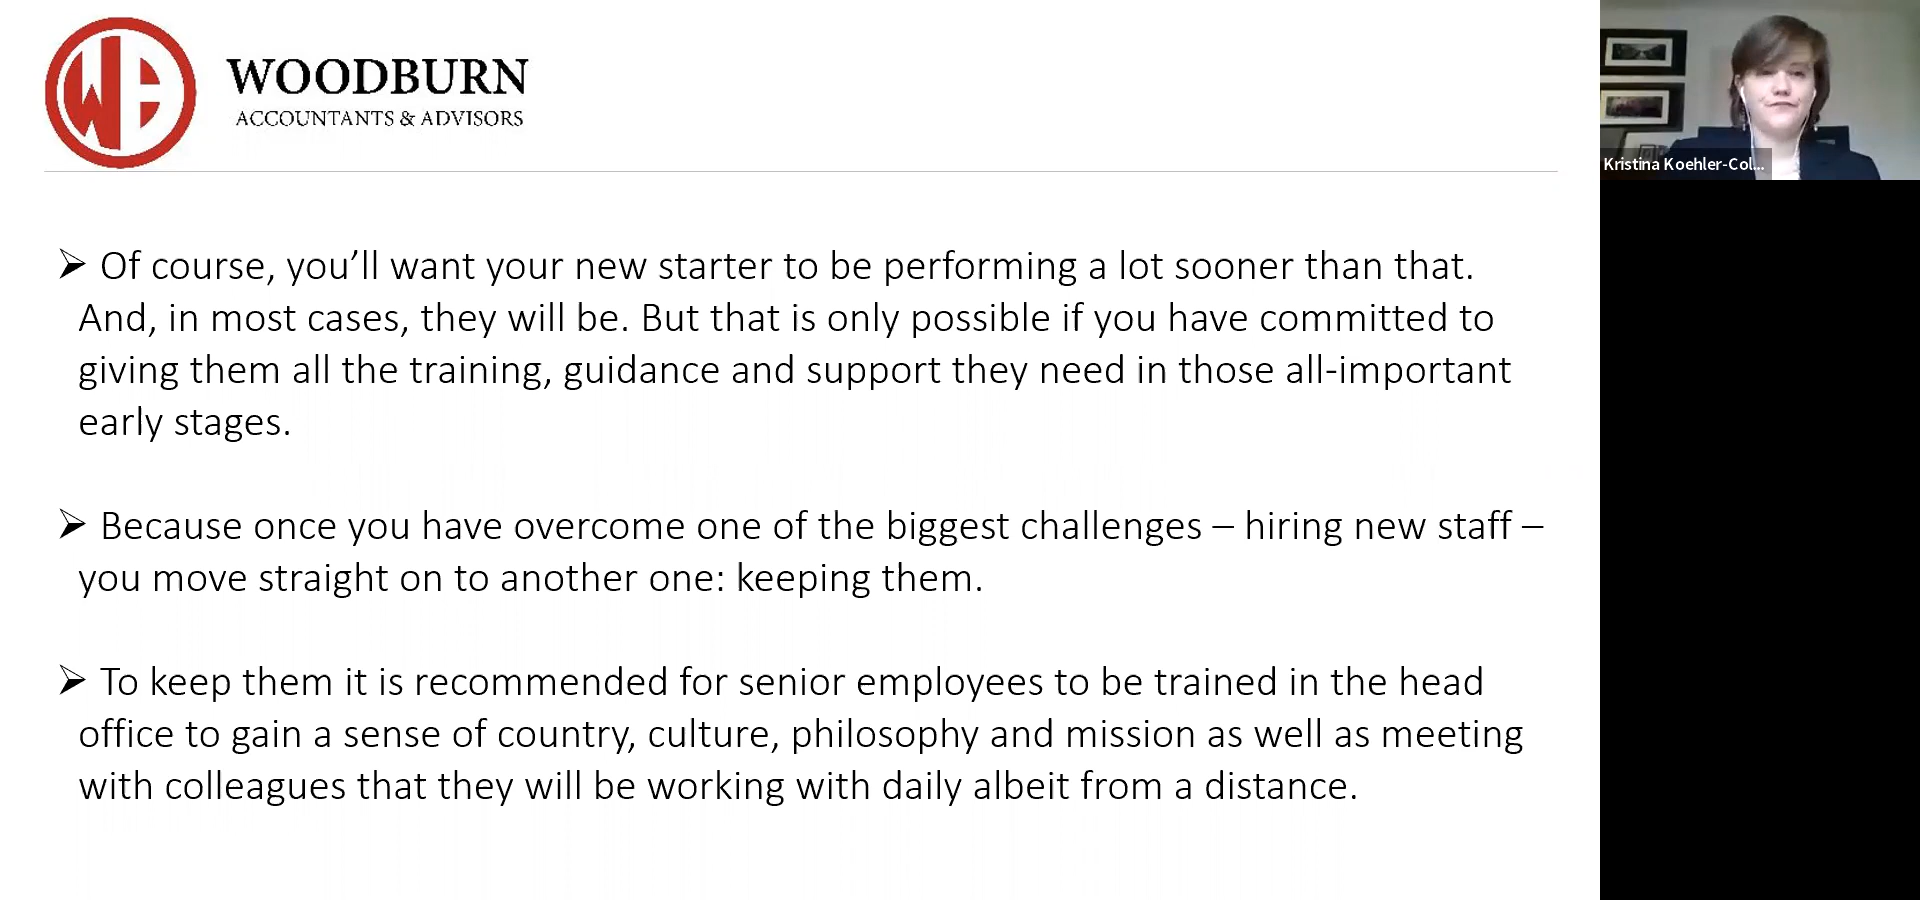 WOODBURN
ACCOUNTANTS & ADVISORS
Kristina Koehler-Col...
➢ Of course, you’ll want your new starter to be performing a lot sooner than that.
And, in most cases, they will be. But that is only possible if you have committed to
giving them all the training, guidance and support they need in those all-important
early stages.
➢ Because once you have overcome one of the biggest challenges – hiring new staff –
you move straight on to another one: keeping them.
➢ To keep them it is recommended for senior employees to be trained in the head
office to gain a sense of country, culture, philosophy and mission as well as meeting
with colleagues that they will be working with daily albeit from a distance.